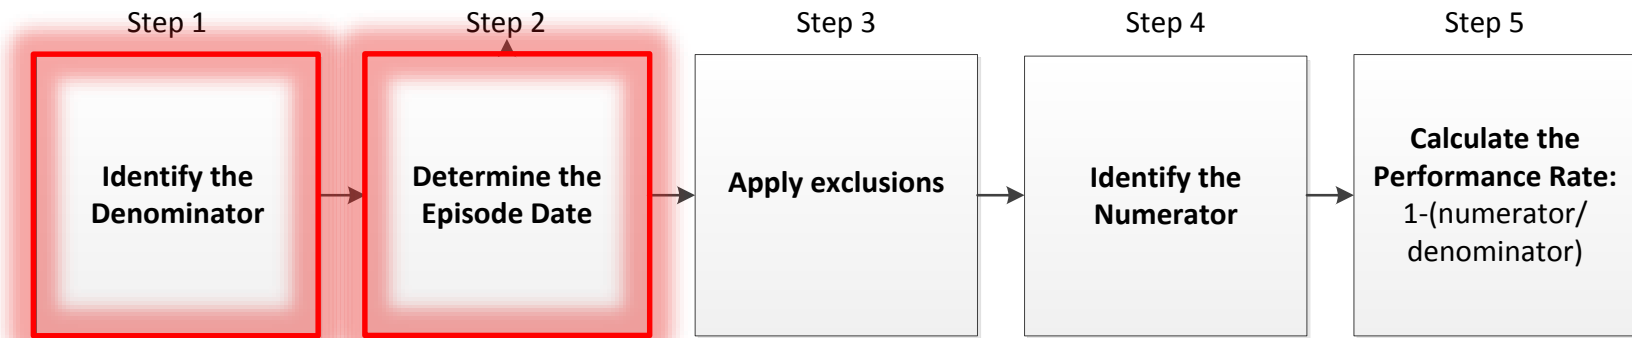 Step 1
Step 2
Step 3
Step 4
Step 5
Identify the
Denominator
Determine the
Episode Date
Apply exclusions
Identify the
Numerator
Calculate the
Performance Rate:
1-(numerator/
denominator)